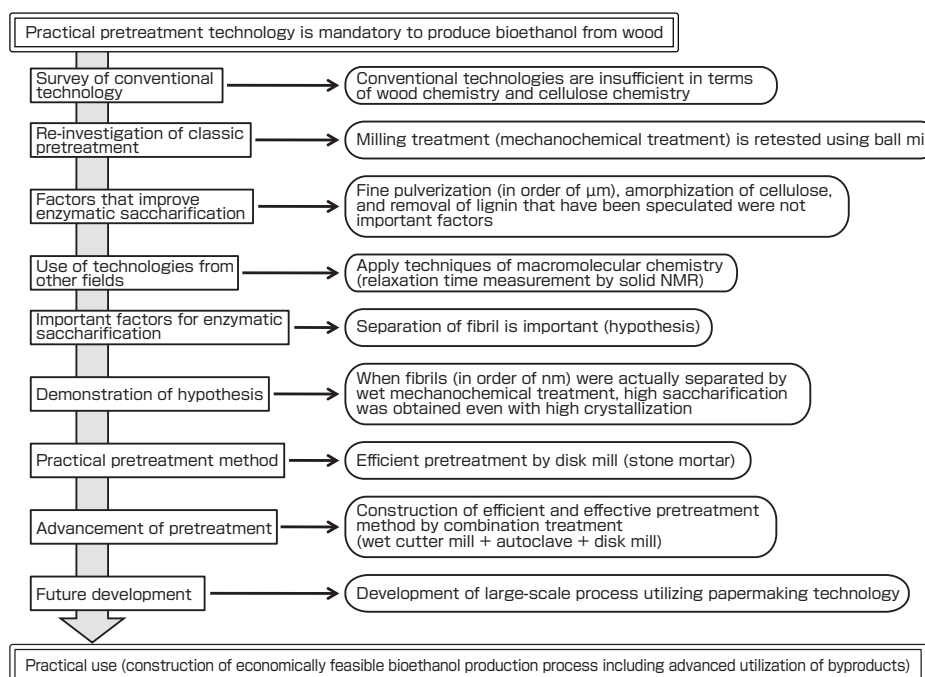 Practical pretreatment technology is mandatory to produce bioethanol from wood
Survey of conventional
technology
Conventional technologies are insufficient in terms
of wood chemistry and cellulose chemistry
Re-investigation of classic
pretreatment
Milling treatment (mechanochemical treatment) is retested using ball mi
Factors that improve
enzymatic saccharification
Fine pulverization (in order of μm), amorphization of cellulose,
and removal of lignin that have been speculated were not
important factors
Use of technologies from
other fields
Apply techniques of macromolecular chemistry
(relaxation time measurement by solid NMR)
Important factors for enzymatic
saccharification
Separation of fibril is important (hypothesis)
Demonstration of hypothesis
When fibrils (in order of nm) were actually separated by
wet mechanochemical treatment, high saccharification
was obtained even with high crystallization
Practical pretreatment method
Efficient pretreatment by disk mill (stone mortar)
Advancement of pretreatment
Construction of efficient and effective pretreatment
method by combination treatment
(wet cutter mill + autoclave + disk mill)
Future development
Development of large-scale process utilizing papermaking technology
Practical use (construction of economically feasible bioethanol production process including advanced utilization of byproducts)